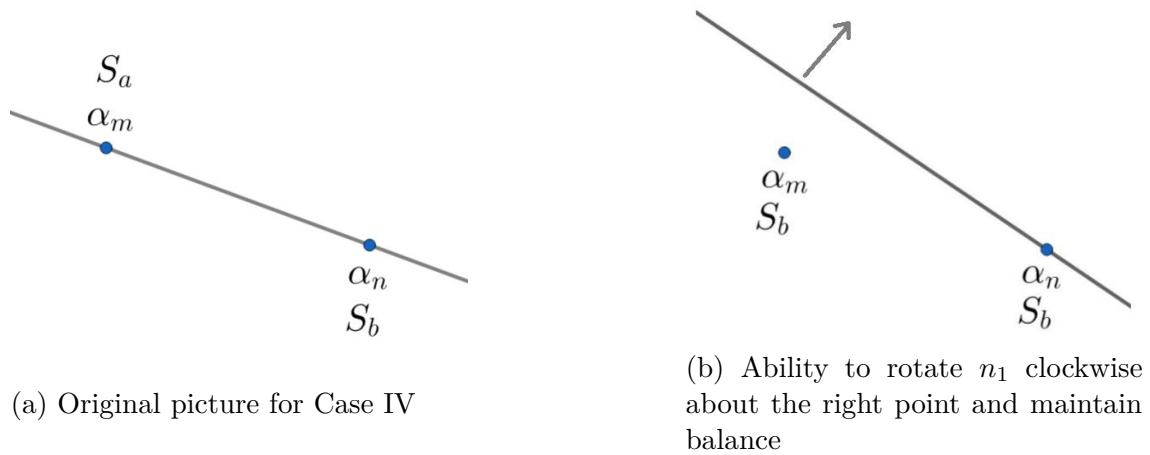 S_a
α_m
α_n
S_b
(a) Original picture for Case IV
α_m
S_b
α_n
S_b
(b) Ability to rotate n_1 clockwise
about the right point and maintain
balance